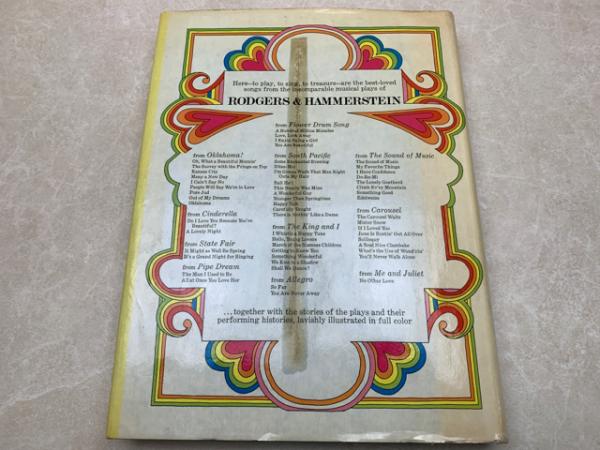 Here—to play, to sing, to treasure—are the best-loved
songs from the incomparable musical plays of
RODGERS & HAMMERSTEIN
from Oklahoma!
Oh, What a Beautiful Mornin'
The Surrey with the Fringe on Top
Kansas City
Many a New Day
I Cain't Say No
People Will Say We're in Love
Pore Jud
Out of My Dreams
Oklahoma
from Cinderella
Do I Love You Because You're
Beautiful?
A Lovely Night
from State Fair
It Might as Well Be Spring
It's a Grand Night for Singing
from Pipe Dream
The Man I Used to Be
All at Once You Love Her
from Flower Drum Song
A Hundred Million Miracles
Love, Look Away
I Enjoy Being a Girl
You Are Beautiful
from South Pacific
Some Enchanted Evening
Dites-Moi
I'm Gonna Wash That Man Right
Outa My Hair
Bali Ha'i
This Nearly Was Mine
A Wonderful Guy
Younger Than Springtime
Happy Talk
Carefully Taught
There Is Nothin' Like a Dame
from The King and I
I Whistle a Happy Tune
Hello, Young Lovers
March of the Siamese Children
Getting to Know You
Something Wonderful
We Kiss in a Shadow
Shall We Dance?
from Allegro
So Far
You Are Never Away
from The Sound of Music
The Sound of Music
My Favorite Things
I Have Confidence
Do-Re-Mi
The Lonely Goatherd
Climb Ev'ry Mountain
Something Good
Edelweiss
from Carousel
The Carousel Waltz
Mister Snow
If I Loved You
June Is Bustin' Out All Over
Soliloquy
A Real Nice Clambake
What's the Use of Wond'rin'
You'll Never Walk Alone
from Me and Juliet
No Other Love
...together with the stories of the plays and their
performing histories, lavishly illustrated in full color